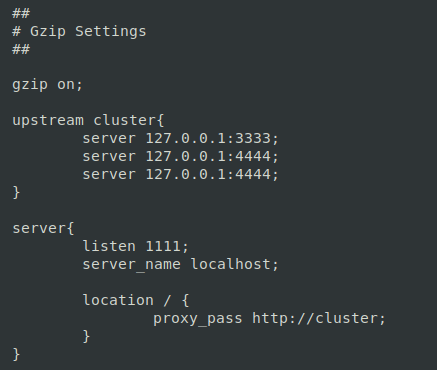 ##
# Gzip Settings
##
gzip on;
upstream cluster{
server 127.0.0.1:3333;
server 127.0.0.1:4444;
server 127.0.0.1:4444;
}
server{
listen 1111;
server_name localhost;
location / {
proxy_pass http://cluster;
}
}